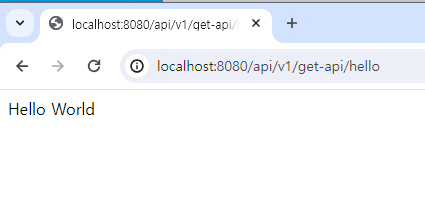 localhost:8080/api/v1/get-api/
localhost:8080/api/v1/get-api/hello
Hello World